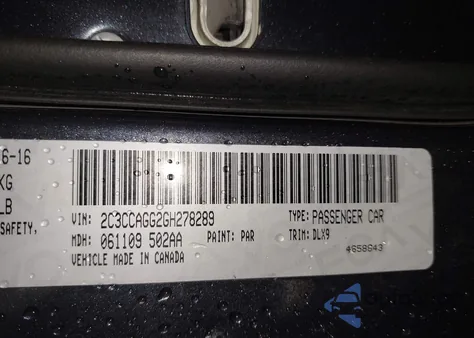 6-16
KG
LB
SAFETY,
VIN: 2C3CCAGG2GH278289 TYPE: PASSENGER CAR
MDH: 061109 502AA PAINT: PAR TRIM: DLX9
VEHICLE MADE IN CANADA
4658943